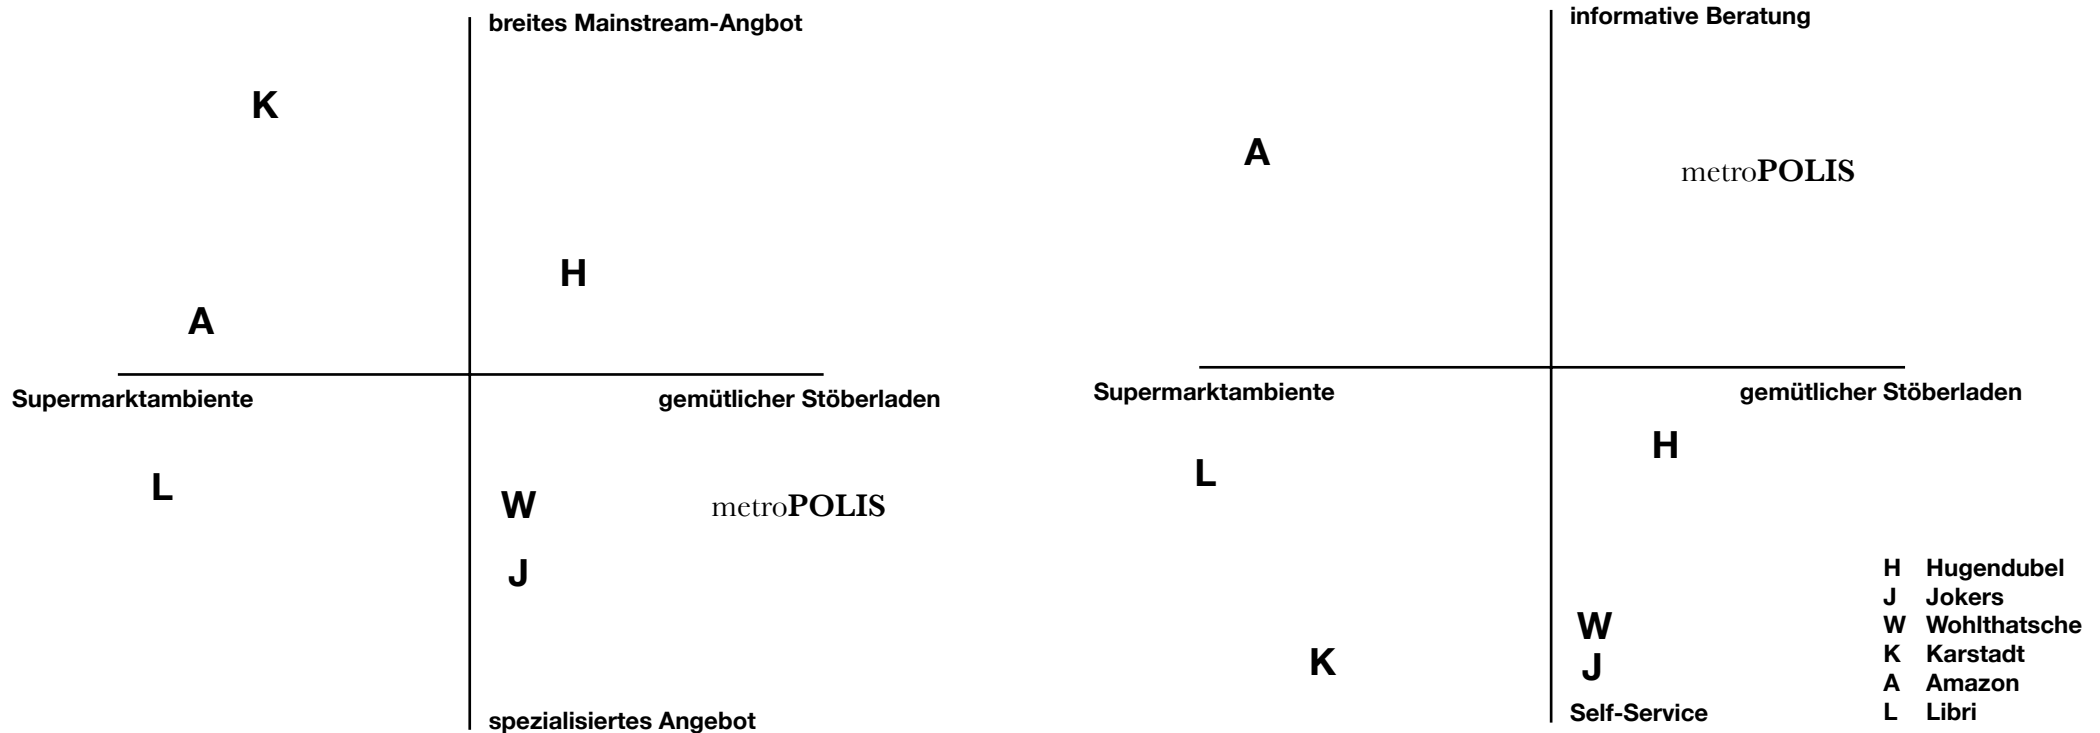 breites Mainstream-Angbot
K
H
A
Supermarktambiente
gemütlicher Stöberladen
L
W
metroPOLIS
J
spezialisiertes Angebot
informative Beratung
A
metroPOLIS
Supermarktambiente
gemütlicher Stöberladen
H
L
W
K
J
Self-Service
H Hugendubel
J Jokers
W Wohlthatsche
K Karstadt
A Amazon
L Libri